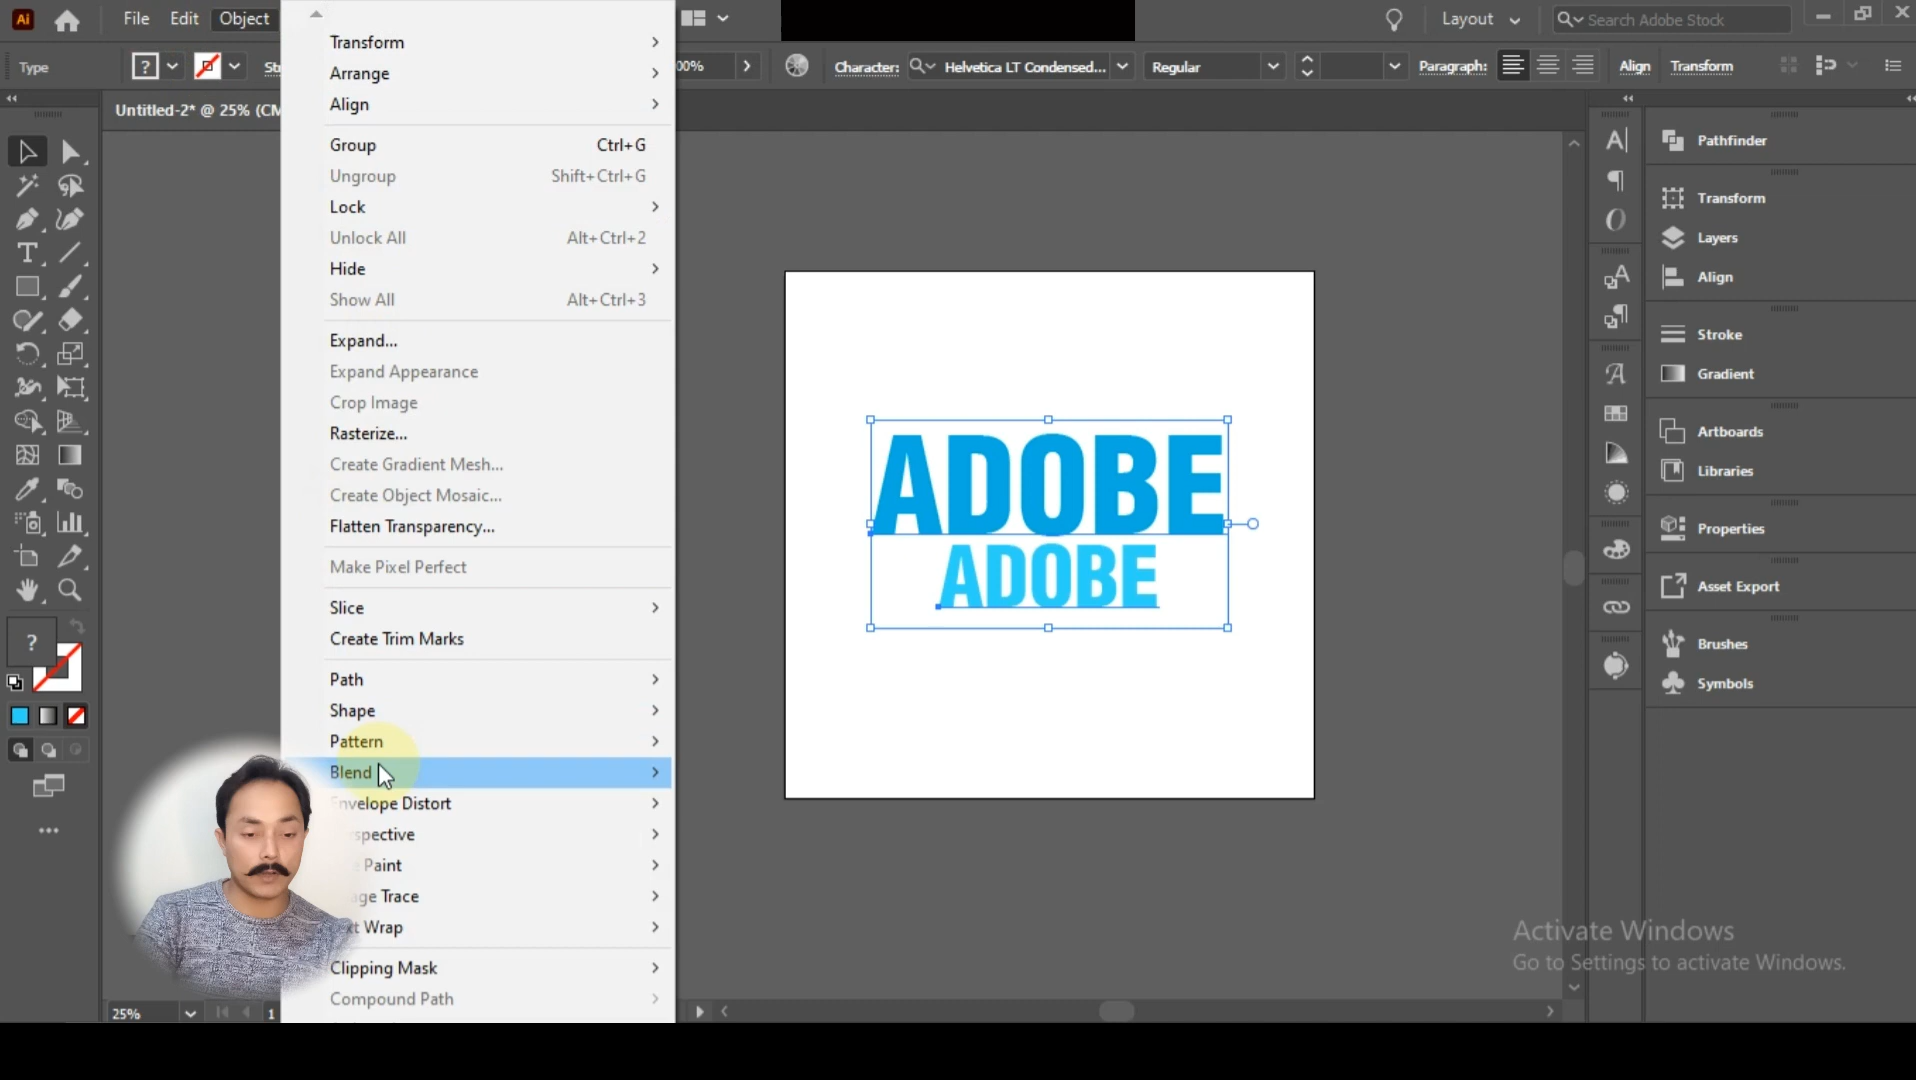 Ai File Edit Object Layout Search Adobe Stock
Type 00% Character: Helvetica LT Condensed... Regular Paragraph: Align Transform
Untitled-2* @ 25% (CM
Transform
Arrange
Align
Group Ctrl+G
Ungroup Shift+Ctrl+G
Lock
Unlock All Alt+Ctrl+2
Hide
Show All Alt+Ctrl+3
Expand...
Expand Appearance
Crop Image
Rasterize...
Create Gradient Mesh...
Create Object Mosaic...
Flatten Transparency...
Make Pixel Perfect
Slice
Create Trim Marks
Path
Shape
Pattern
Blend
Envelope Distort
spective
Paint
ge Trace
t Wrap
Clipping Mask
Compound Path
ADOBE
ADOBE
Pathfinder
Transform
Layers
Align
Stroke
Gradient
Artboards
Libraries
Properties
Asset Export
Brushes
Symbols
Activate Windows
Go to Settings to activate Windows.
25% 1